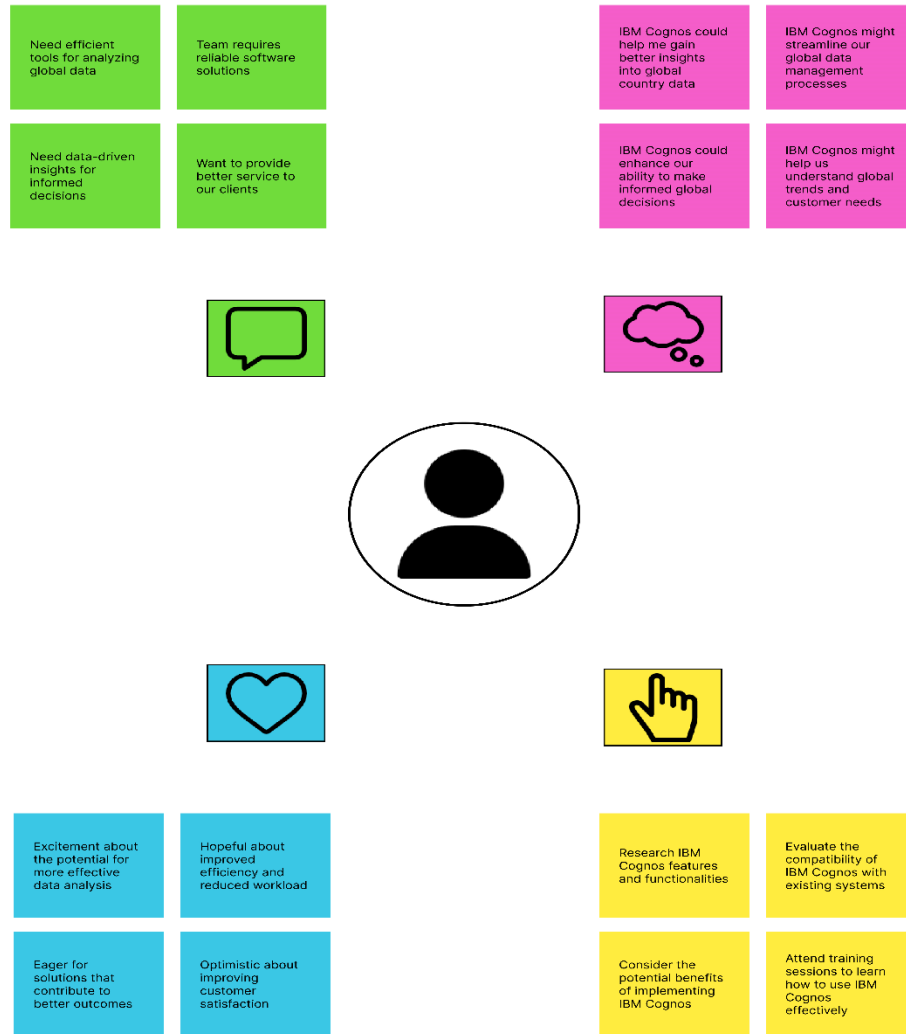 Need efficient
tools for analyzing
global data
Team requires
reliable software
solutions
IBM Cognos could
help me gain
better insights
into global
country data
IBM Cognos might
streamline our
global data
management
processes
Need data-driven
insights for
informed
decisions
Want to provide
better service to
our clients
IBM Cognos could
enhance our
ability to make
informed global
decisions
IBM Cognos might
help us
understand global
trends and
customer needs
Excitement about
the potential for
more effective
data analysis
Hopeful about
improved
efficiency and
reduced workload
Research IBM
Cognos features
and functionalities
Evaluate the
compatibility of
IBM Cognos with
existing systems
Eager for
solutions that
contribute to
better outcomes
Optimistic about
improving
customer
satisfaction
Consider the
potential benefits
of implementing
IBM Cognos
Attend training
sessions to learn
how to use IBM
Cognos
effectively